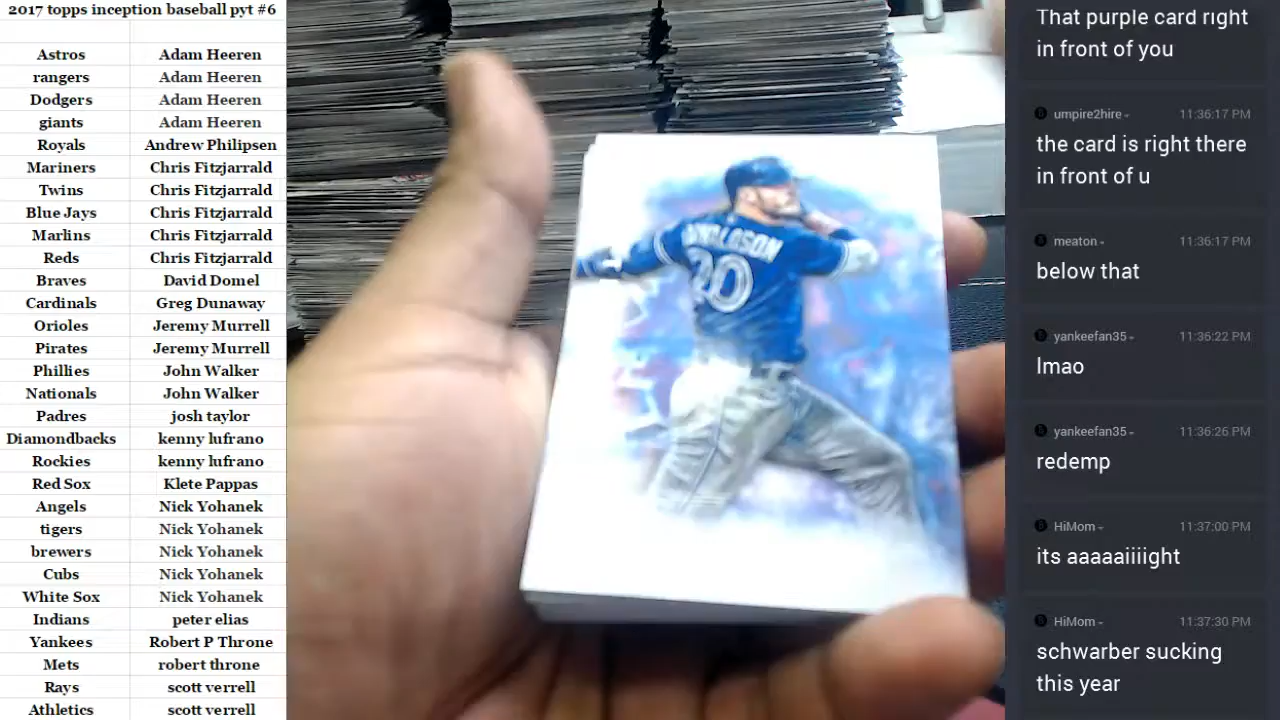 2017 topps inception baseball pyt #6
Astros Adam Heeren
rangers Adam Heeren
Dodgers Adam Heeren
giants Adam Heeren
Royals Andrew Philipsen
Mariners Chris Fitzjarrald
Twins Chris Fitzjarrald
Blue Jays Chris Fitzjarrald
Marlins Chris Fitzjarrald
Reds Chris Fitzjarrald
Braves David Domel
Cardinals Greg Dunaway
Orioles Jeremy Murrell
Pirates Jeremy Murrell
Phillies John Walker
Nationals John Walker
Padres josh taylor
Diamondbacks kenny lufrano
Rockies kenny lufrano
Red Sox Klete Pappas
Angels Nick Yohanek
tigers Nick Yohanek
brewers Nick Yohanek
Cubs Nick Yohanek
White Sox Nick Yohanek
Indians peter elias
Yankees Robert P Throne
Mets robert throne
Rays scott verrell
Athletics scott verrell
DONALDSON
20
That purple card right
in front of you
umpire2hire 11:36:17 PM
the card is right there
in front of u
meaton 11:36:17 PM
below that
yankeefan35 11:36:22 PM
lmao
yankeefan35 11:36:26 PM
redemp
HiMom 11:37:00 PM
its aaaaaiiiight
HiMom 11:37:30 PM
schwarber sucking
this year